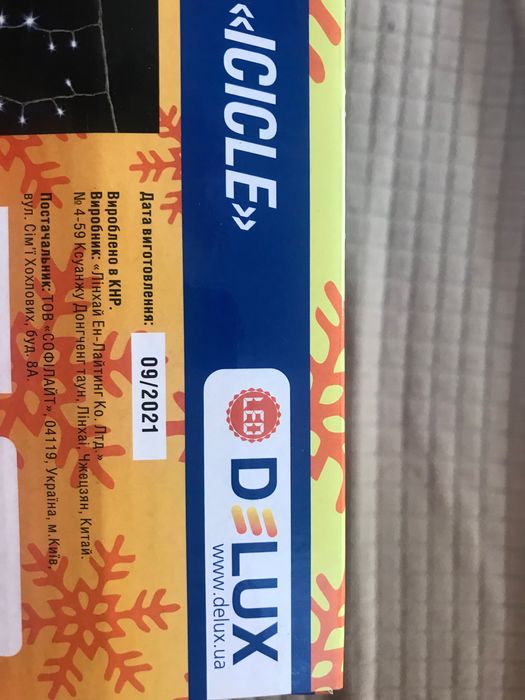 «ICICLE»
LED
DELUX
www.delux.ua
Дата виготовлення: 09/2021
Вироблено в КНР.
Виробник: «Лінхай Ен-Лайтинг Ко. Лтд.»
№ 4-59 Ксуанжу Донгченг таун, Лінхаі, Чжецзян, Китай.
Постачальник: ТОВ «СОФІЛАЙТ», 04119, Україна, м.Київ,
вул. Сім'ї Хохлових, буд. 8А.